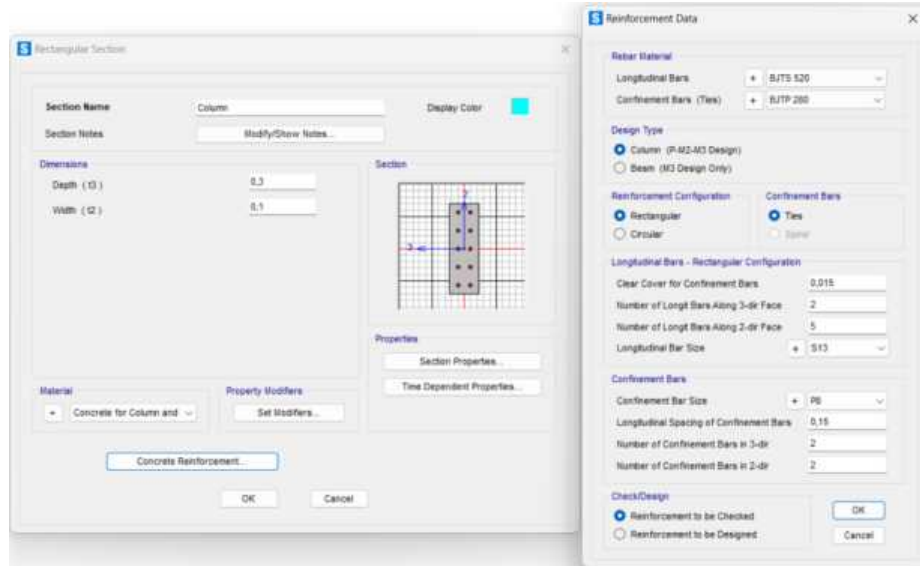 Rectangular Section
Section Name
Column
Display Color
Section Notes
Modify/Show Notes...
Dimensions
Depth (t3)
0,3
Width (t2)
0,1
Section
2
3
Properties
Section Properties...
Time Dependent Properties...
Material
+
Concrete for Column and
Property Modifiers
Set Modifiers...
Concrete Reinforcement...
OK
Cancel
S Reinforcement Data
Rebar Material
Longitudinal Bars
+
BJTS 520
Confinement Bars (Ties)
+
BJTP 280
Design Type
Column (P-M2-M3 Design)
Beam (M3 Design Only)
Reinforcement Configuration
Rectangular
Circular
Confinement Bars
Ties
Spiral
Longitudinal Bars - Rectangular Configuration
Clear Cover for Confinement Bars
0,015
Number of Longit Bars Along 3-dir Face
2
Number of Longit Bars Along 2-dir Face
5
Longitudinal Bar Size
+
S13
Confinement Bars
Confinement Bar Size
+
Longitudinal Spacing of Confinement Bars
0,15
Number of Confinement Bars in 3-dir
2
Number of Confinement Bars in 2-dir
2
Check/Design
Reinforcement to be Checked
Reinforcement to be Designed
OK
Cancel